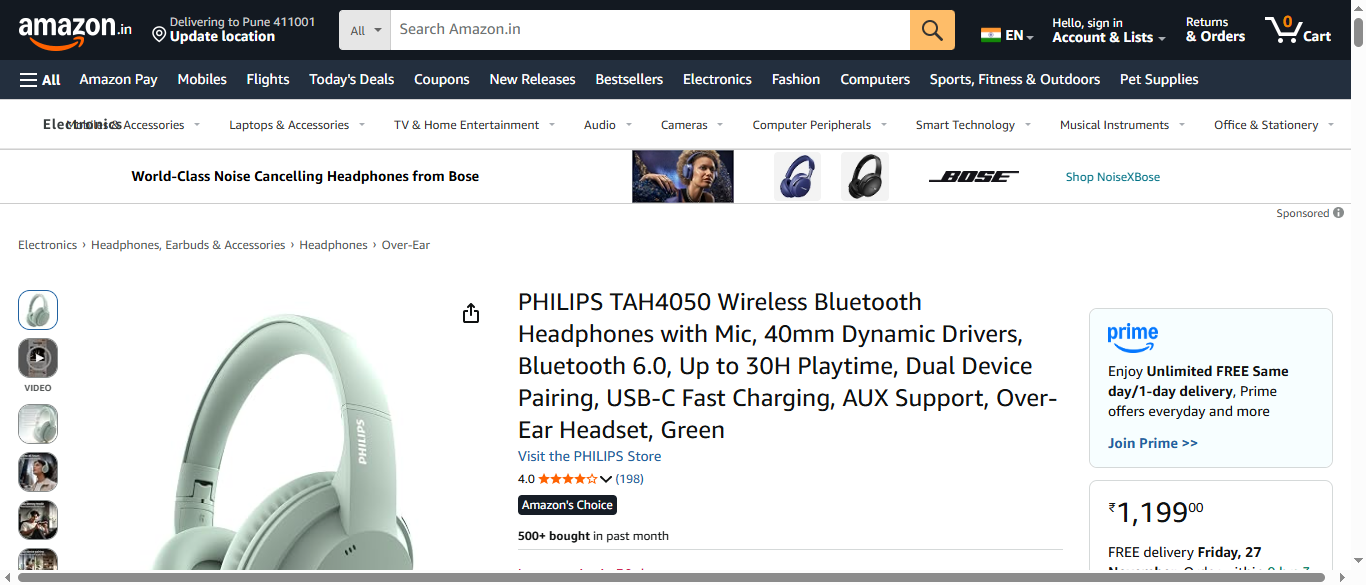 amazon.in
Delivering to Pune 411001
Update location
All
Search Amazon.in
EN
Hello, sign in
Account & Lists
Returns
& Orders
0
Cart
All Amazon Pay Mobiles Flights Today's Deals Coupons New Releases Bestsellers Electronics Fashion Computers Sports, Fitness & Outdoors Pet Supplies
Electronics Mobiles & Accessories Laptops & Accessories TV & Home Entertainment Audio Cameras Computer Peripherals Smart Technology Musical Instruments Office & Stationery
World-Class Noise Cancelling Headphones from Bose
BOSE
Shop NoiseXBose
Sponsored
Electronics › Headphones, Earbuds & Accessories › Headphones › Over-Ear
VIDEO
PHILIPS
PHILIPS TAH4050 Wireless Bluetooth
Headphones with Mic, 40mm Dynamic Drivers,
Bluetooth 6.0, Up to 30H Playtime, Dual Device
Pairing, USB-C Fast Charging, AUX Support, Over-
Ear Headset, Green
Visit the PHILIPS Store
4.0 (198)
Amazon's Choice
500+ bought in past month
prime
Enjoy Unlimited FREE Same
day/1-day delivery, Prime
offers everyday and more
Join Prime >>
₹1,19900
FREE delivery Friday, 27